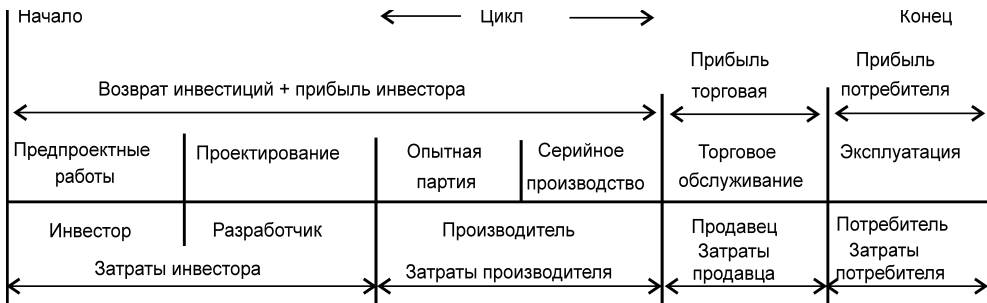 Начало
Цикл
Конец
Возврат инвестиций + прибыль инвестора
Прибыль
торговая
Прибыль
потребителя
Предпроектные
работы
Проектирование
Опытная
партия
Серийное
производство
Торговое
обслуживание
Эксплуатация
Инвестор
Разработчик
Производитель
Продавец
Потребитель
Затраты инвестора
Затраты производителя
Затраты
продавца
Затраты
потребителя